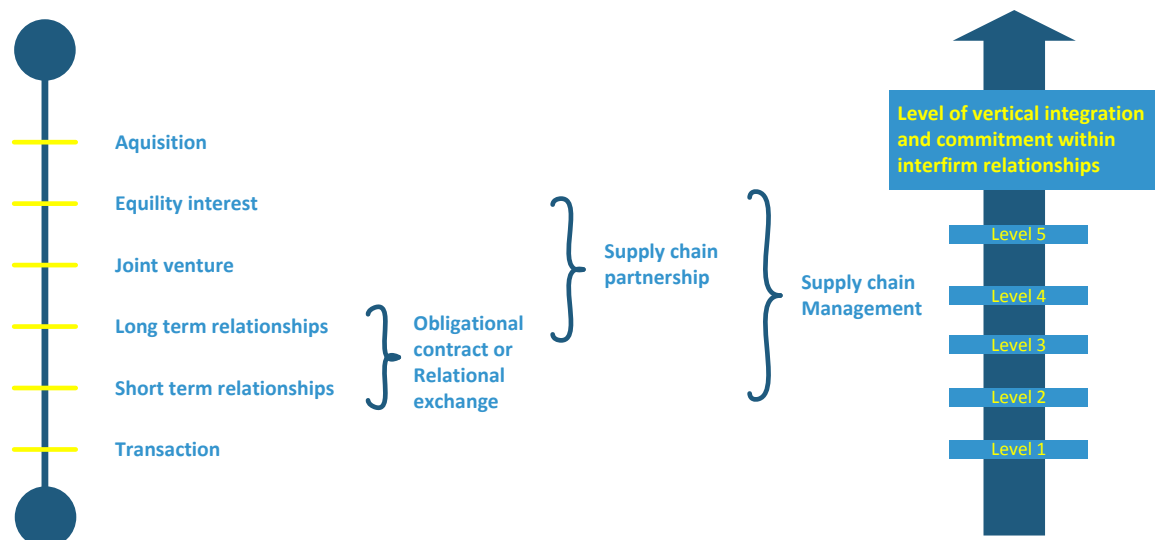 Aquisition
Equility interest
Joint venture
Long term relationships
Short term relationships
Transaction
Obligational
contract or
Relational
exchange
Supply chain
partnership
Supply chain
Management
Level of vertical integration
and commitment within
interfirm relationships
Level 5
Level 4
Level 3
Level 2
Level 1